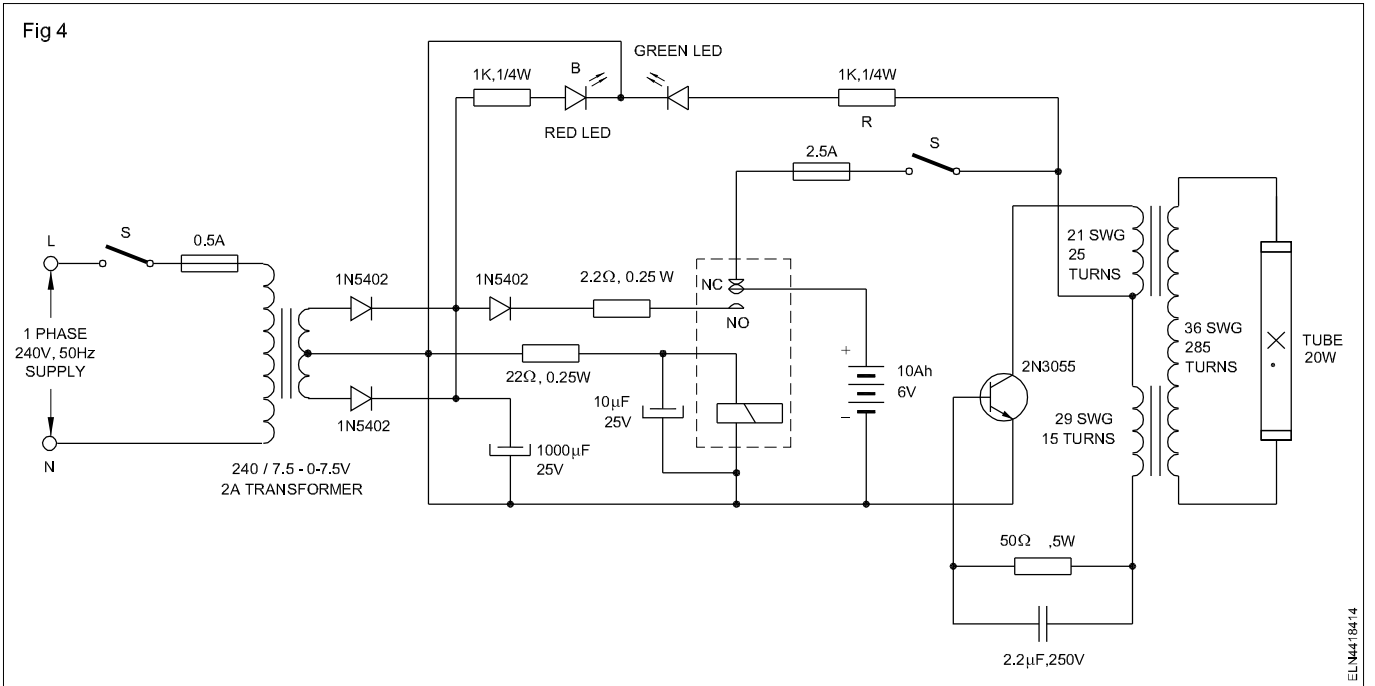 Fig 4
GREEN LED
1K,1/4W
B
1K,1/4W
RED LED
R
2.5A
S
L
S
0.5A
1N5402
1N5402
2.2Ω, 0.25 W
NC
NO
21 SWG
25
TURNS
1 PHASE
240V, 50Hz
SUPPLY
36 SWG
285
TURNS
TUBE
20W
22Ω, 0.25W
+
10Ah
6V
−
2N3055
10µF
25V
1N5402
29 SWG
15 TURNS
N
1000µF
25V
240 / 7.5 - 0-7.5V
2A TRANSFORMER
50Ω ,5W
2.2µF,250V
ELN4418414